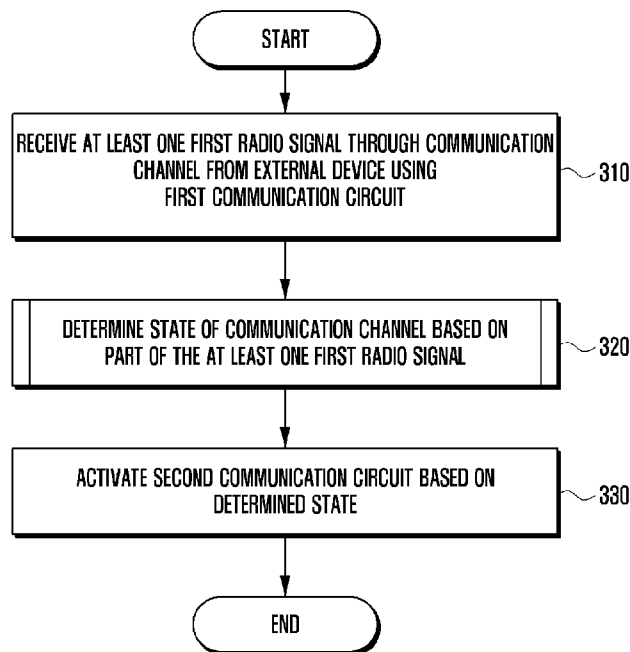 START
RECEIVE AT LEAST ONE FIRST RADIO SIGNAL THROUGH COMMUNICATION
CHANNEL FROM EXTERNAL DEVICE USING
FIRST COMMUNICATION CIRCUIT
310
DETERMINE STATE OF COMMUNICATION CHANNEL BASED ON
PART OF THE AT LEAST ONE FIRST RADIO SIGNAL
320
ACTIVATE SECOND COMMUNICATION CIRCUIT BASED ON
DETERMINED STATE
330
END